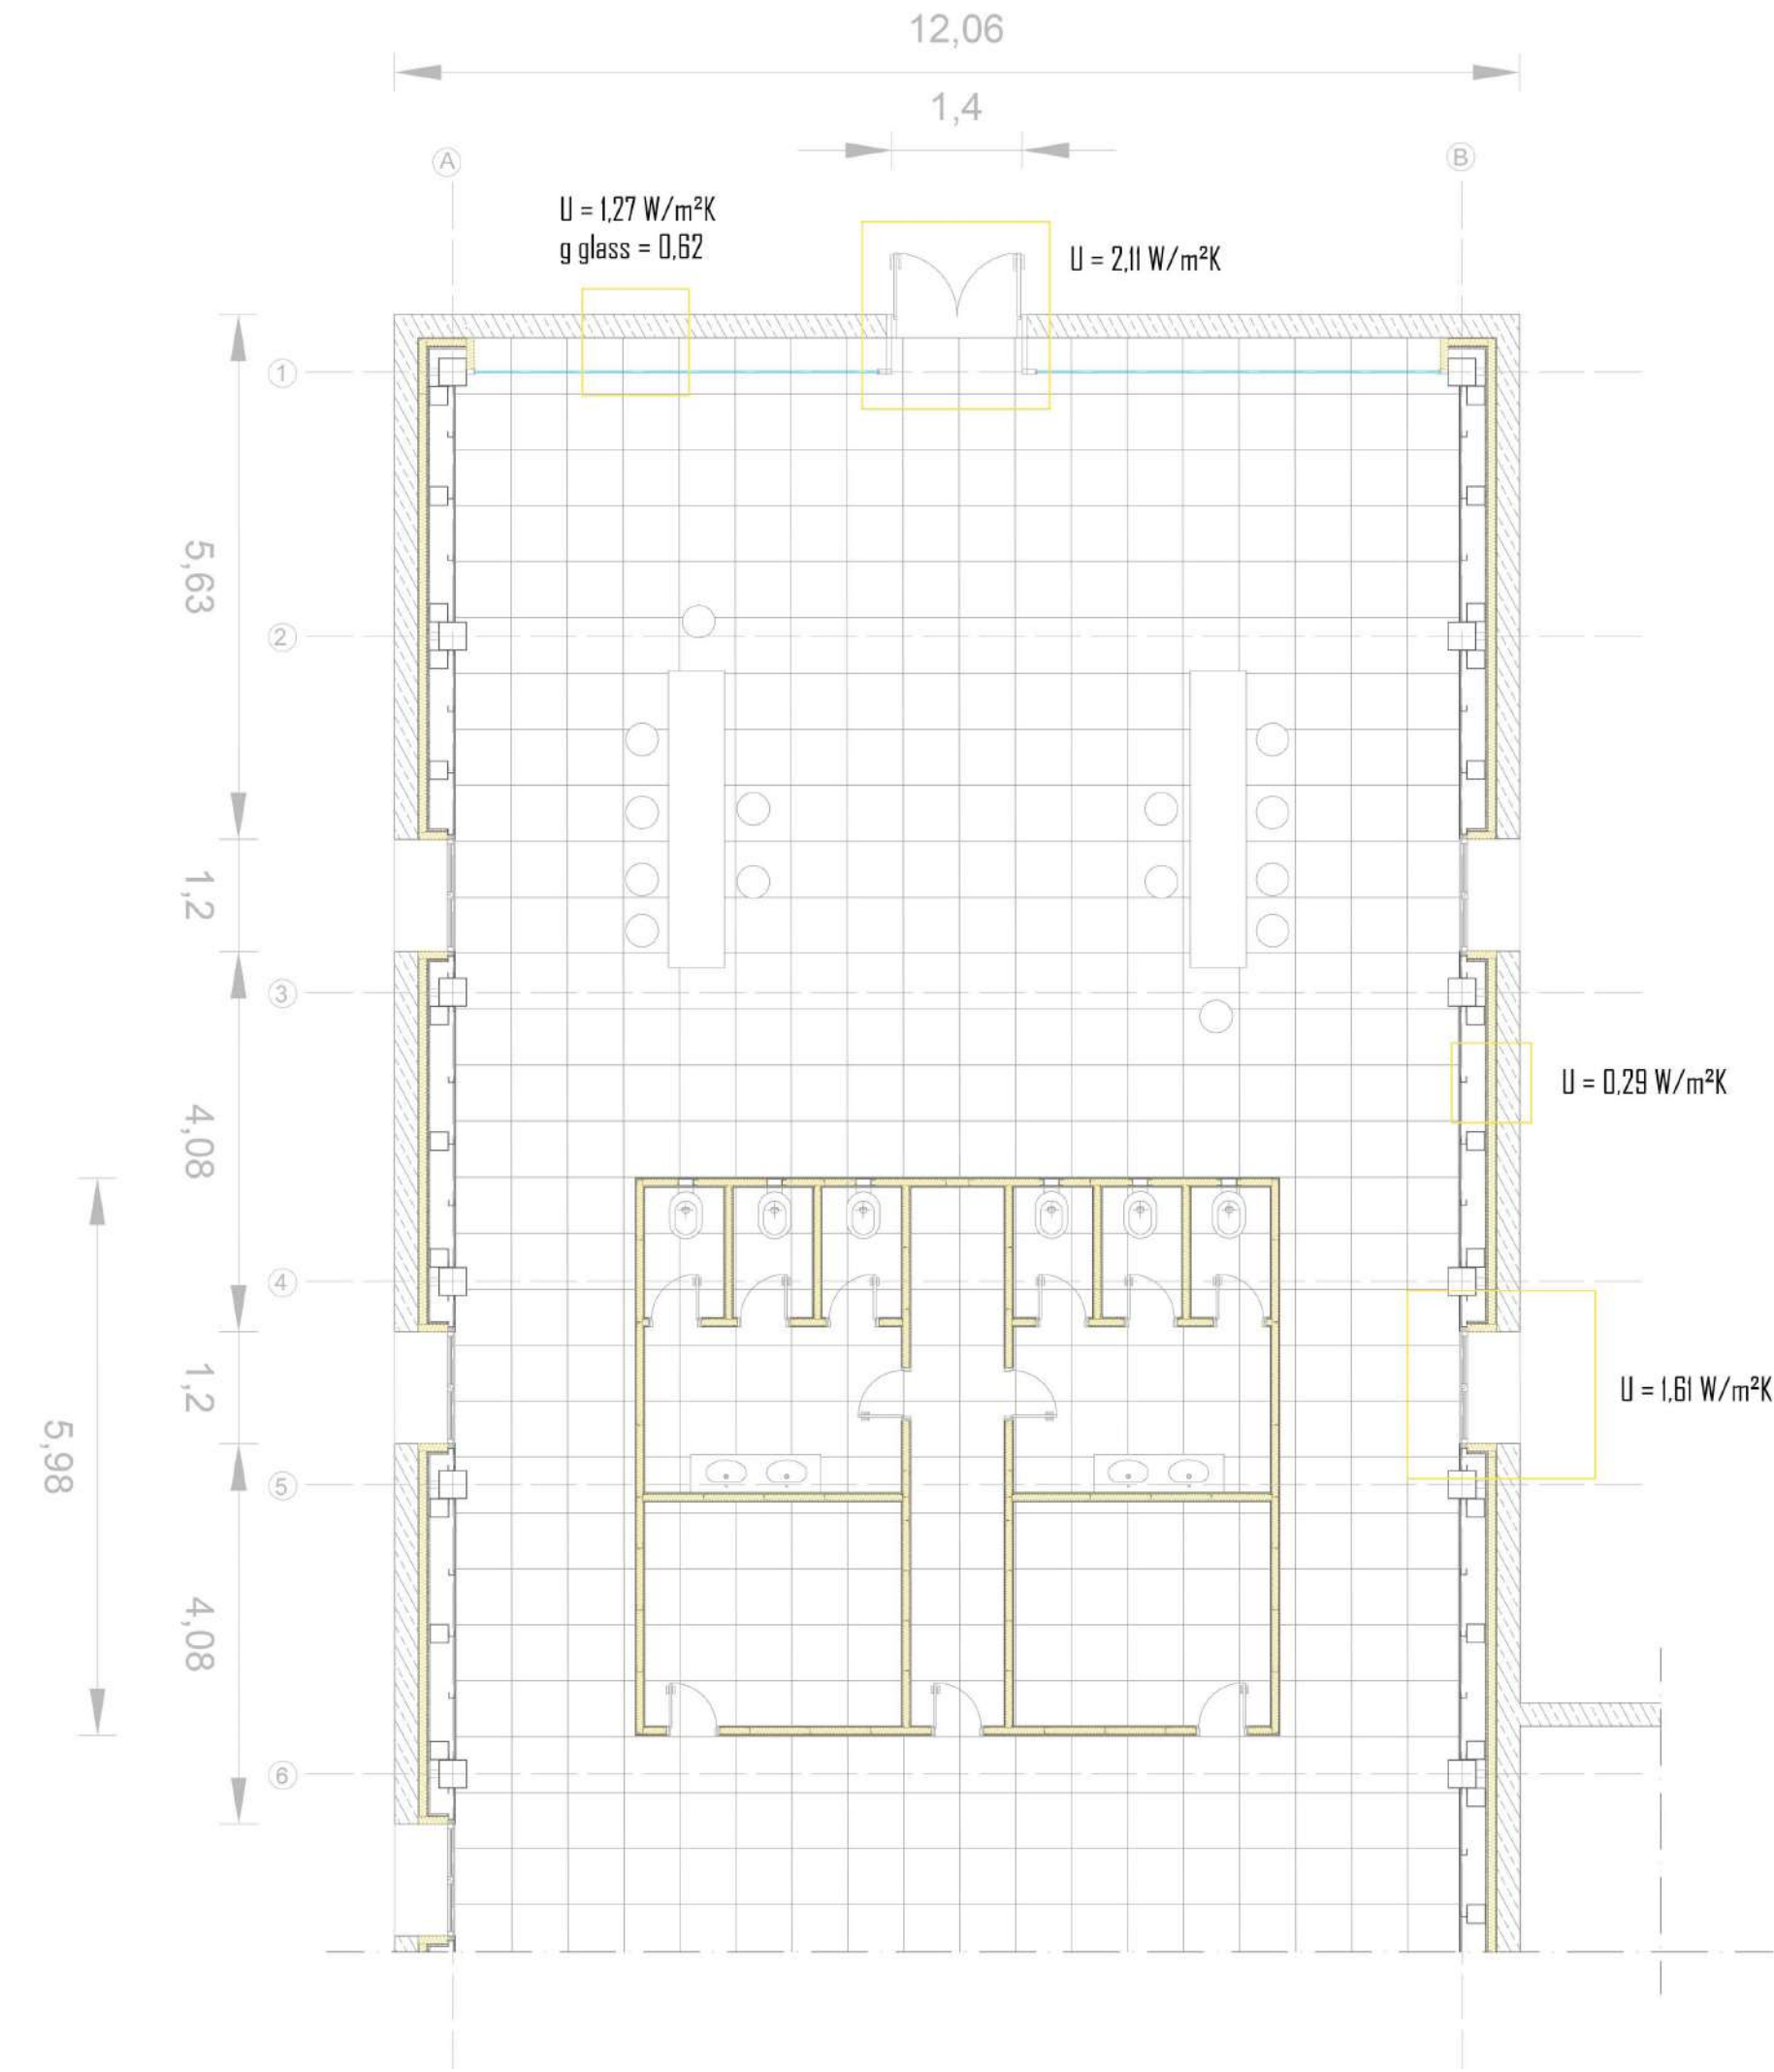 12,06
1,4
A
B
U = 1,27 W/m²K
g glass = 0,62
U = 2,11 W/m²K
1
5,63
2
1,2
3
U = 0,29 W/m²K
4,08
4
1,2
U = 1,61 W/m²K
5,98
5
4,08
6